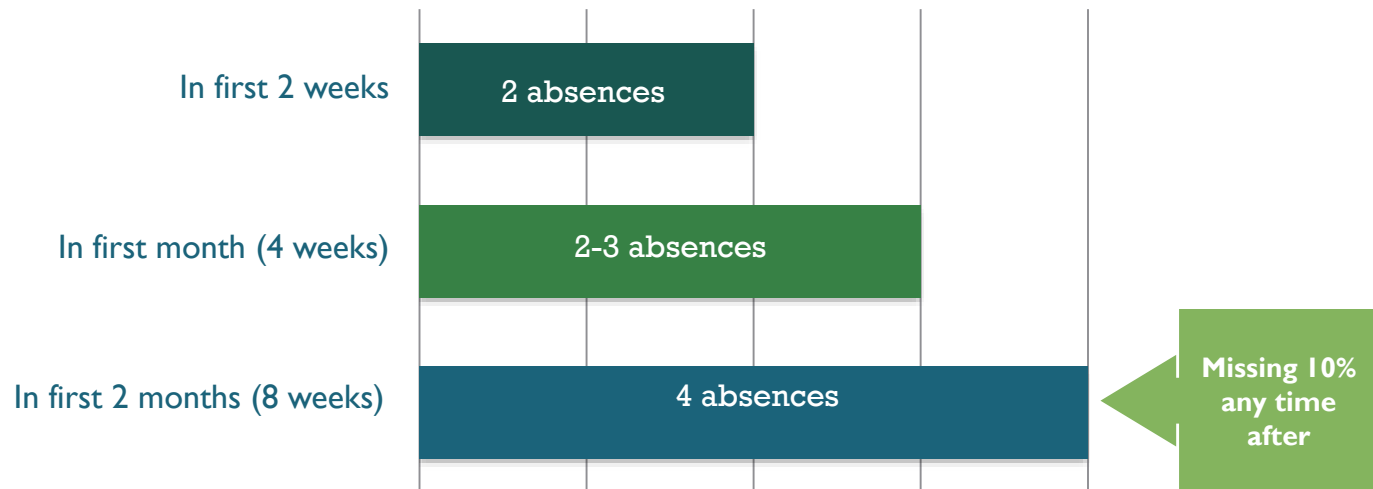 In first 2 weeks
2 absences
In first month (4 weeks)
2-3 absences
In first 2 months (8 weeks)
4 absences
Missing 10%
any time
after